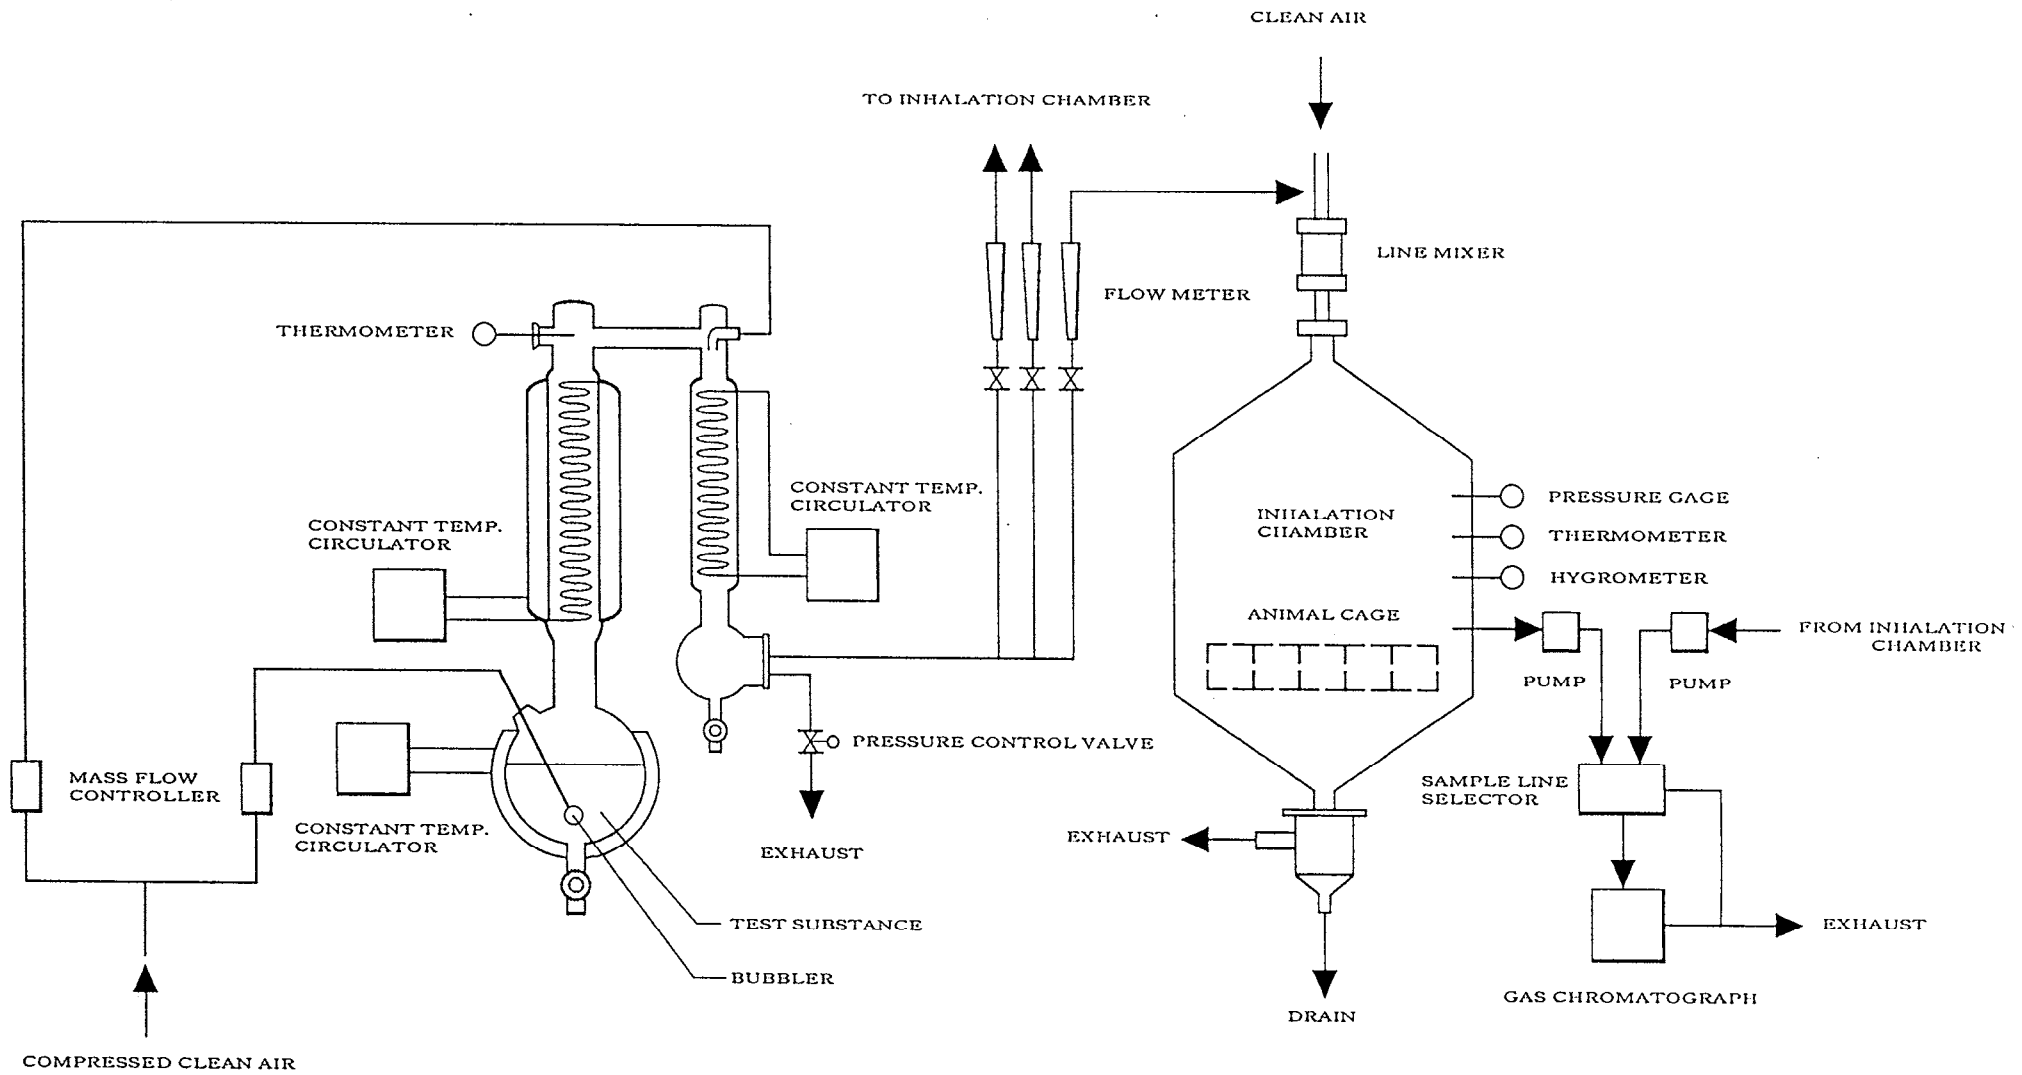 CLEAN AIR
TO INHALATION CHAMBER
LINE MIXER
FLOW METER
THERMOMETER
CONSTANT TEMP.
CIRCULATOR
PRESSURE GAGE
INHALATION
CHAMBER
CONSTANT TEMP.
CIRCULATOR
THERMOMETER
HYGROMETER
ANIMAL CAGE
FROM INHALATION
CHAMBER
PUMP
PUMP
PRESSURE CONTROL VALVE
MASS FLOW
CONTROLLER
SAMPLE LINE
SELECTOR
CONSTANT TEMP.
CIRCULATOR
EXHAUST
EXHAUST
TEST SUBSTANCE
EXHAUST
BUBBLER
GAS CHROMATOGRAPH
DRAIN
COMPRESSED CLEAN AIR